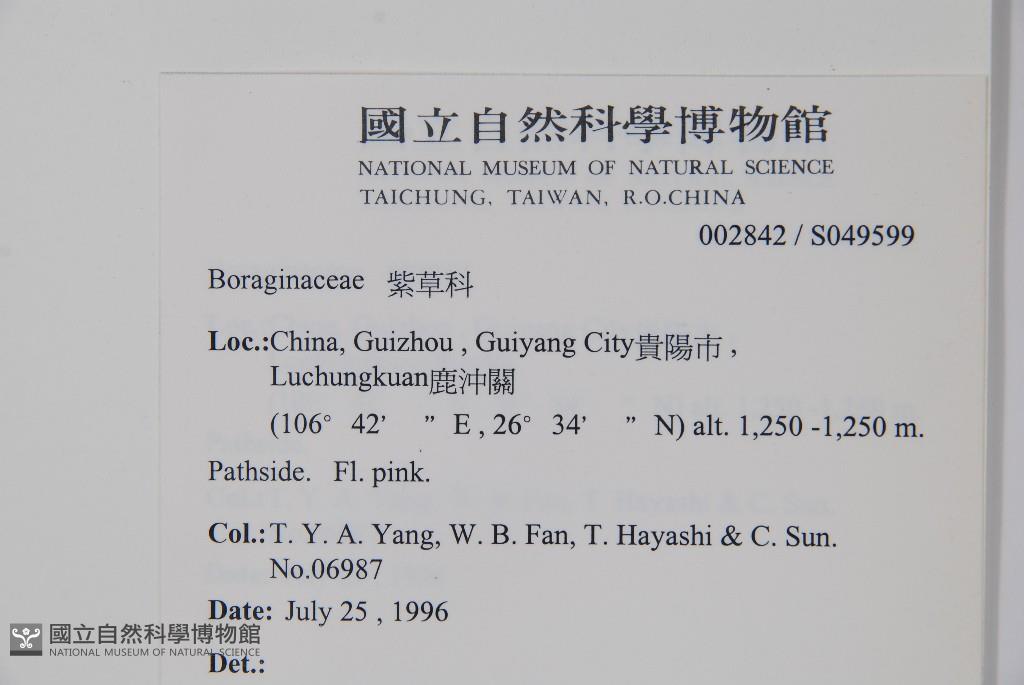 國立自然科學博物館
NATIONAL MUSEUM OF NATURAL SCIENCE
TAICHUNG, TAIWAN, R.O.CHINA
002842 / S049599
Boraginaceae 紫草科
Loc.:China, Guizhou , Guiyang City貴陽市 ,
Luchungkuan鹿沖關
(106° 42' ” E , 26° 34' ” N) alt. 1,250 -1,250 m.
Pathside. Fl. pink.
Col.:T. Y. A. Yang, W. B. Fan, T. Hayashi & C. Sun.
No.06987
Date: July 25 , 1996
Det.:
國立自然科學博物館
NATIONAL MUSEUM OF NATURAL SCIENCE